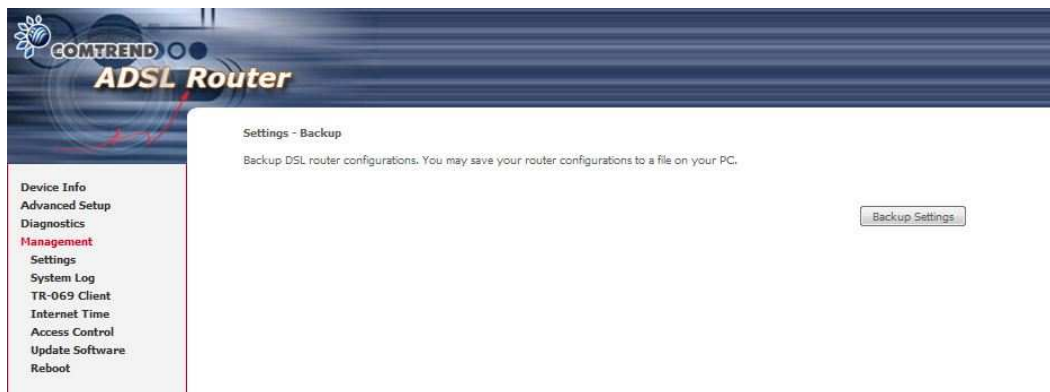 COMTREND
ADSL Router
Settings - Backup
Backup DSL router configurations. You may save your router configurations to a file on your PC.
Backup Settings
Device Info
Advanced Setup
Diagnostics
Management
Settings
System Log
TR-069 Client
Internet Time
Access Control
Update Software
Reboot